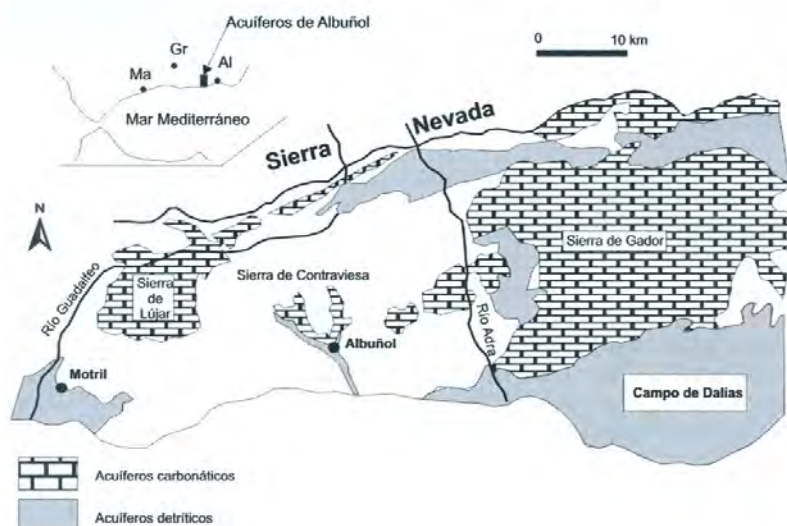 Acuíferos de Albuñol
Gr
Ma
Al
Mar Mediterráneo
0 10 km
Sierra Nevada
N
Río Guadalfeo
Sierra de Lújar
Sierra de Contraviesa
Sierra de Gador
Río Adra
Albuñol
Motril
Campo de Dalías
Acuíferos carbonáticos
Acuíferos detríticos